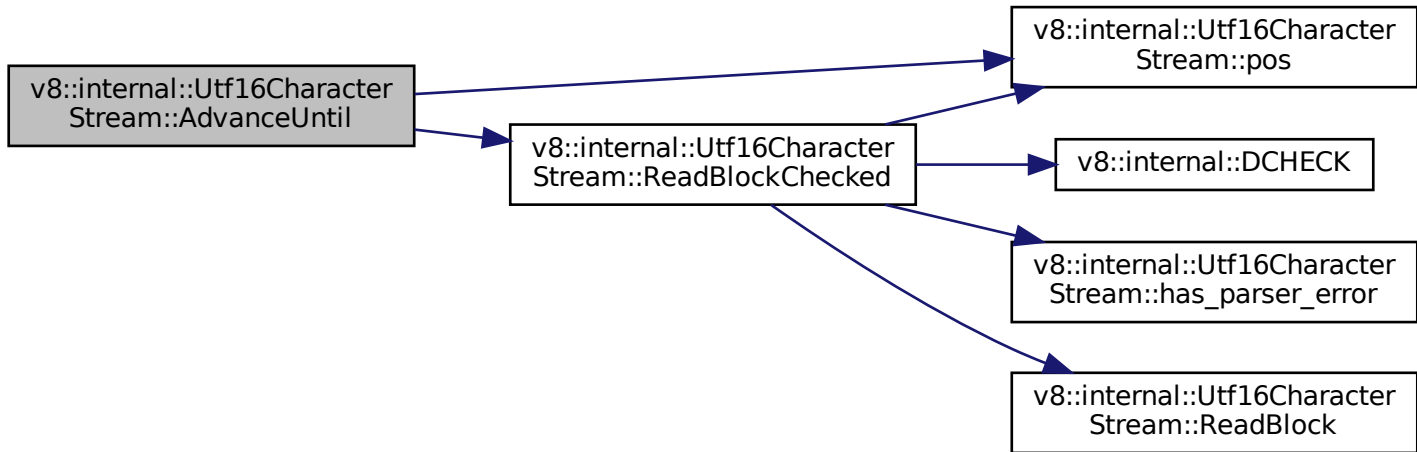 v8::internal::Utf16Character
Stream::AdvanceUntil
v8::internal::Utf16Character
Stream::ReadBlockChecked
v8::internal::Utf16Character
Stream::pos
v8::internal::DCHECK
v8::internal::Utf16Character
Stream::has_parser_error
v8::internal::Utf16Character
Stream::ReadBlock